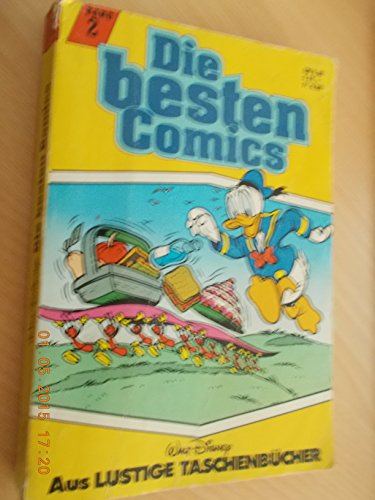 BAND
2
Die
besten
Comics
Walt Disney
Aus LUSTIGE TASCHENBÜCHER
01.05.2015 17:20